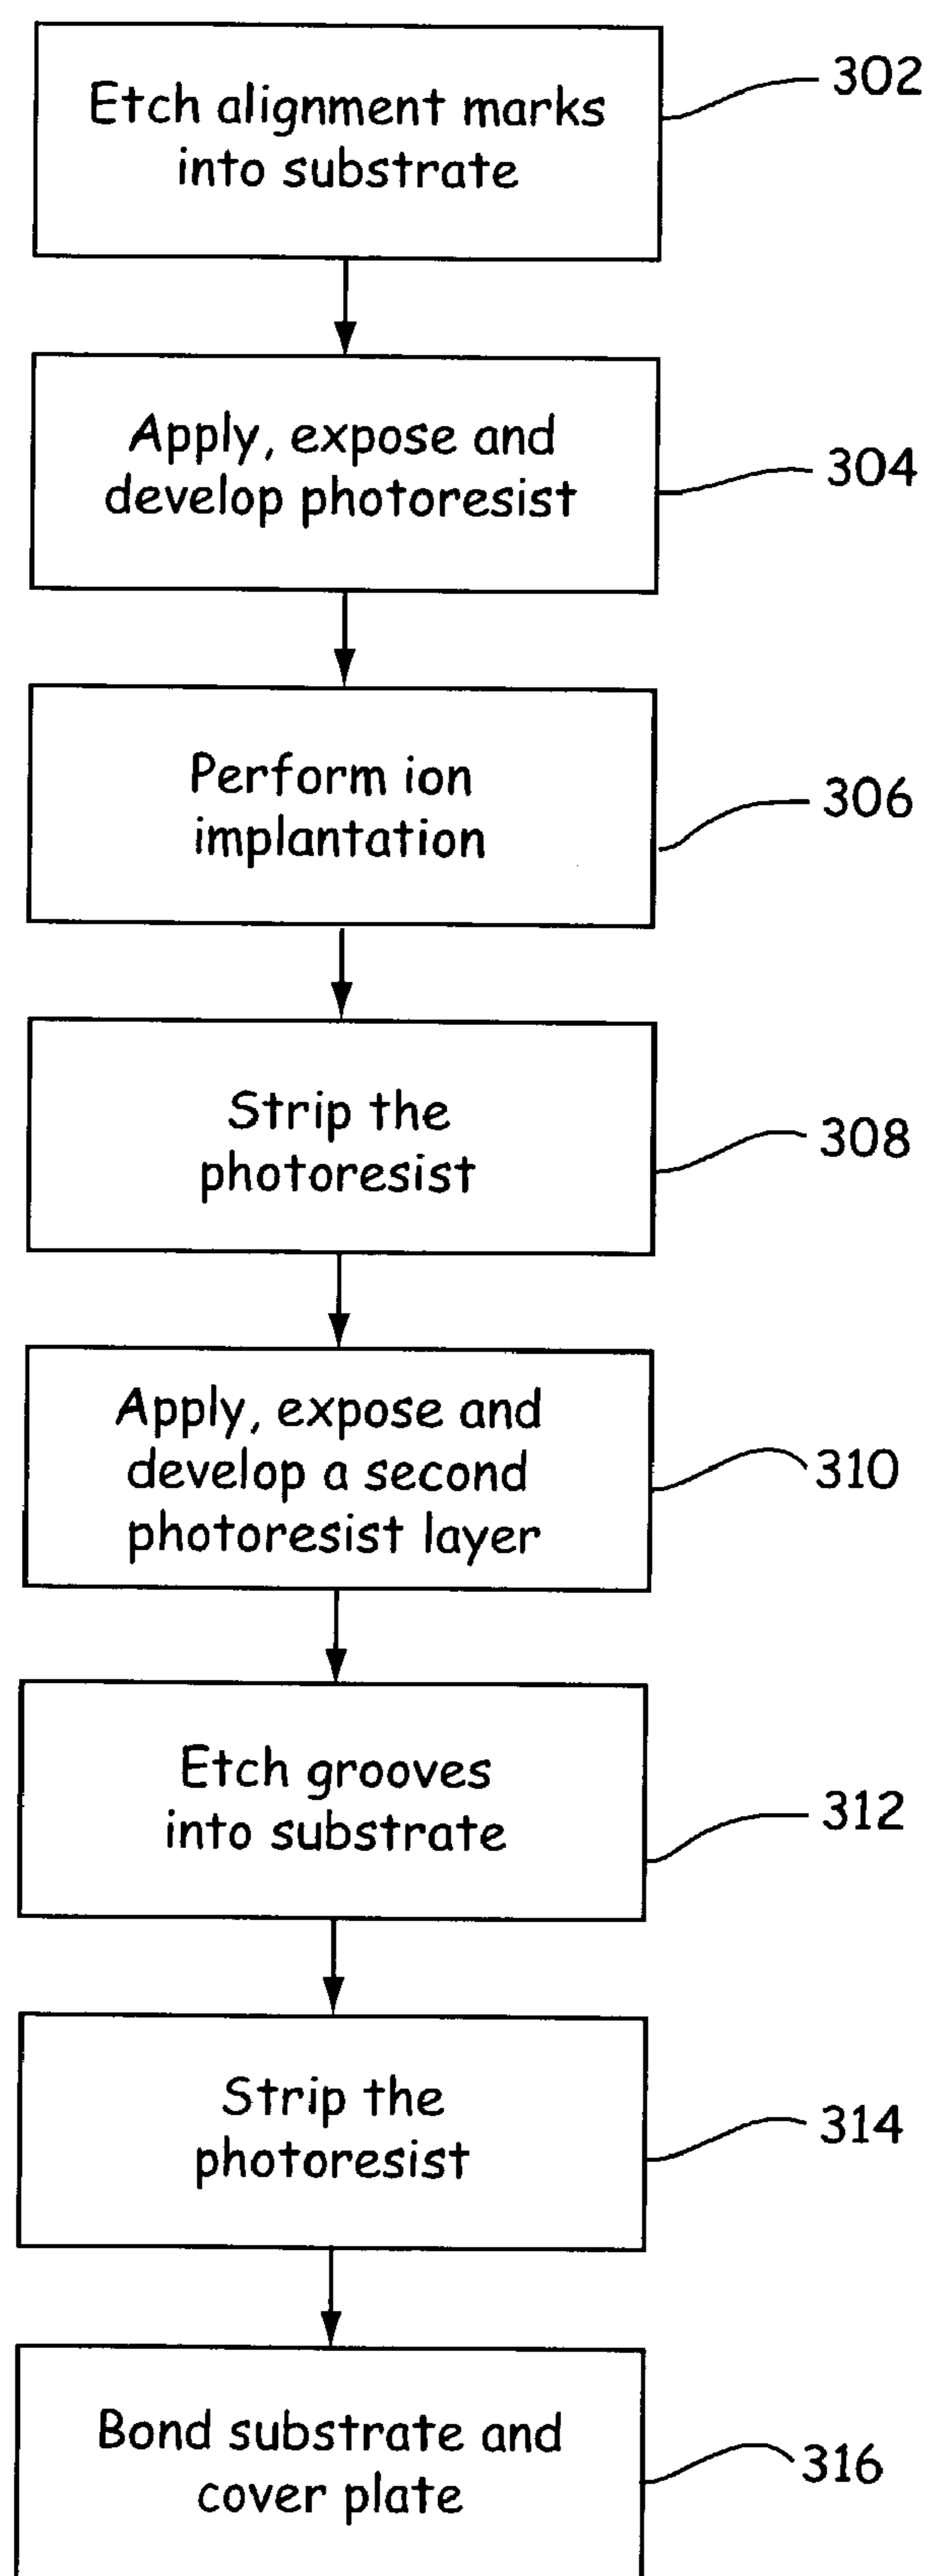 Etch alignment marks
into substrate
302
Apply, expose and
develop photoresist
304
Perform ion
implantation
306
Strip the
photoresist
308
Apply, expose and
develop a second
photoresist layer
310
Etch grooves
into substrate
312
Strip the
photoresist
314
Bond substrate and
cover plate
316